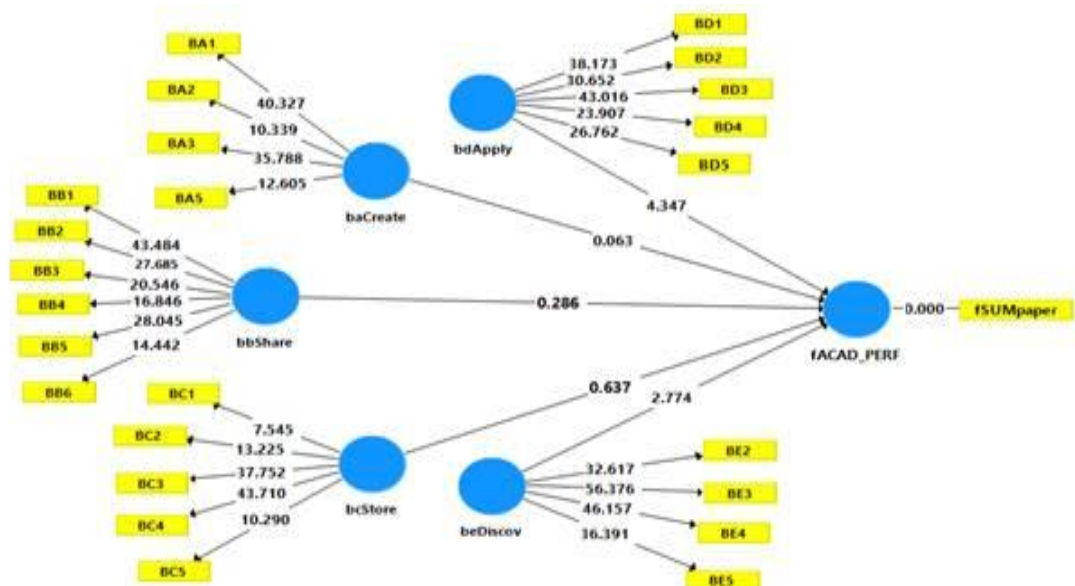 BA1
BA2
BA3
BA5
40.327
10.339
35.788
12.605
baCreate
BD1
BD2
BD3
BD4
BD5
38.173
30.652
43.016
23.907
26.762
bdApply
4.347
0.063
BB1
BB2
BB3
BB4
BB5
BB6
43.484
27.685
20.546
16.846
28.045
14.442
bbShare
0.286
fACAD_PERF
0.000
fSUMpaper
0.637
2.774
BC1
BC2
BC3
BC4
BC5
7.545
13.225
37.752
43.710
10.290
bcStore
beDiscov
32.617
56.376
46.157
36.391
BE2
BE3
BE4
BE5